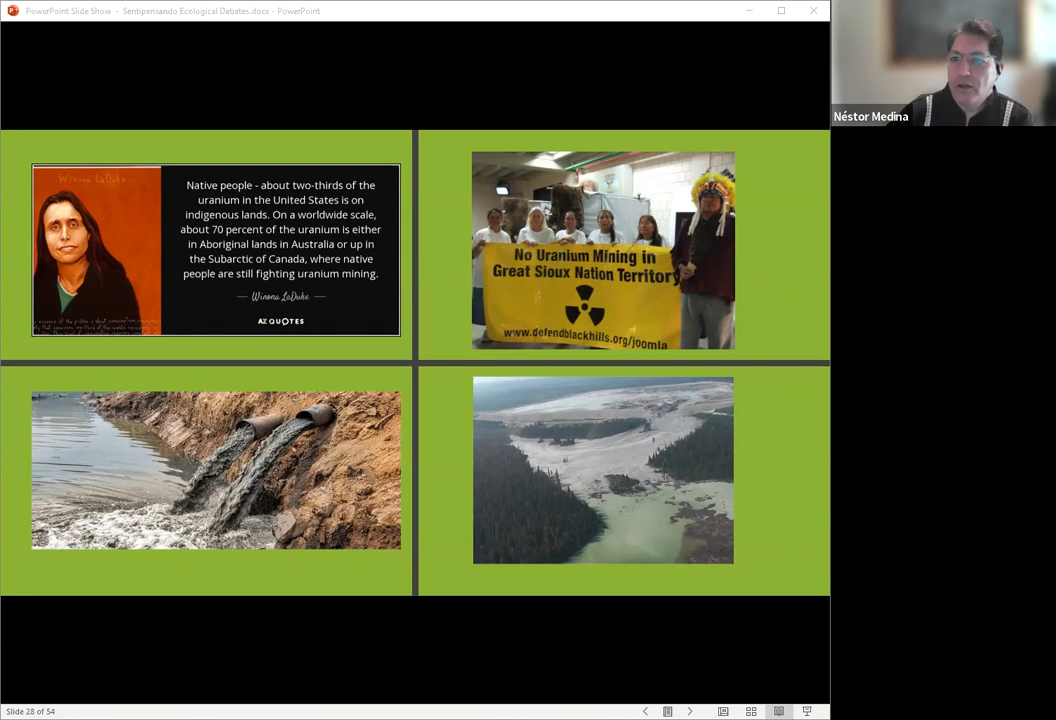 PowerPoint Slide Show - Sentipensando Ecological Debates.docx - PowerPoint
Néstor Medina
Winona LaDuke
Native people - about two-thirds of the
uranium in the United States is on
indigenous lands. On a worldwide scale,
about 70 percent of the uranium is either
in Aboriginal lands in Australia or up in
the Subarctic of Canada, where native
people are still fighting uranium mining.
Winona LaDuke
AZ QUOTES
No Uranium Mining in
Great Sioux Nation Territory
www.defendblackhills.org/joomla
Slide 28 of 54